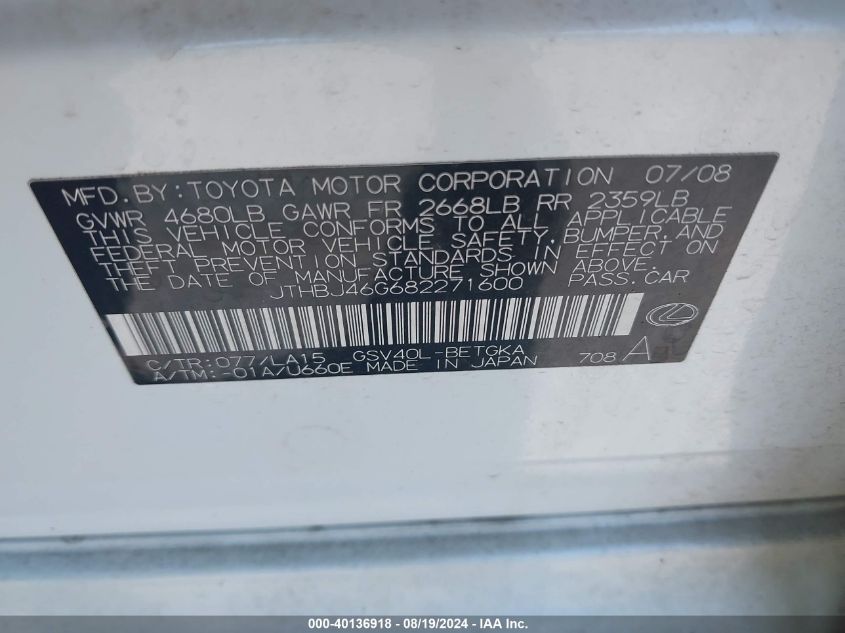 MFD.BY:TOYOTA MOTOR CORPORATION 07/08
GVWR 4680LB GAWR FR 2668LB RR 2359LB
THIS VEHICLE CONFORMS TO ALL APPLICABLE
FEDERAL MOTOR VEHICLE SAFETY, BUMPER, AND
THEFT PREVENTION STANDARDS IN EFFECT ON
THE DATE OF MANUFACTURE SHOWN ABOVE.
JTHBJ46G682271600 PASS.CAR
C/TR:077/LA15 GSV40L-BETGKA
A/TM:-01A/U660E MADE IN JAPAN 708 A
000-40136918 - 08/19/2024 - IAA Inc.